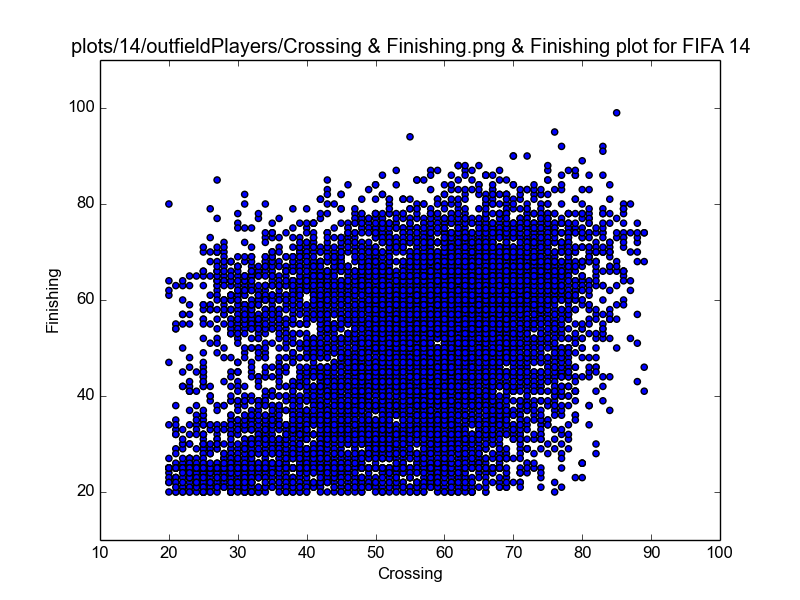 plots/14/outfieldPlayers/Crossing & Finishing.png & Finishing plot for FIFA 14
100
80
60
40
20
Finishing
10 20 30 40 50 60 70 80 90 100
Crossing